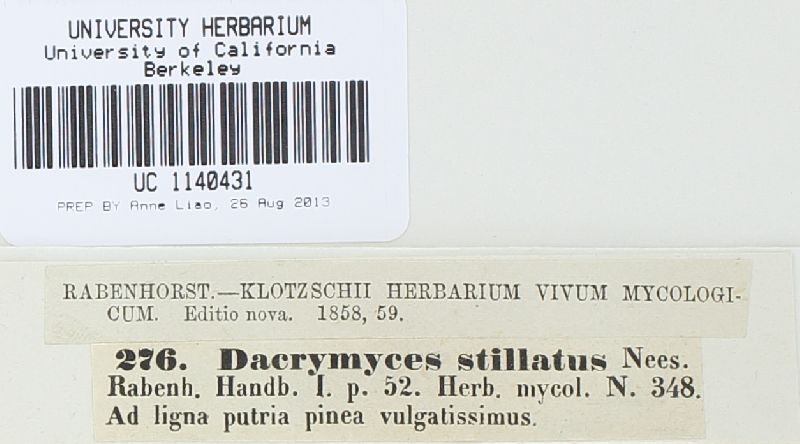 UNIVERSITY HERBARIUM
University of California
Berkeley
UC 1140431
PREP BY Anne Liao, 26 Aug 2013
RABENHORST.—KLOTZSCHII HERBARIUM VIVUM MYCOLOGI-
CUM. Editio nova. 1858, 59.
276. Dacrymyces stillatus Nees.
Rabenh. Handb. I. p. 52. Herb. mycol. N. 348.
Ad ligna putria pinea vulgatissimus.